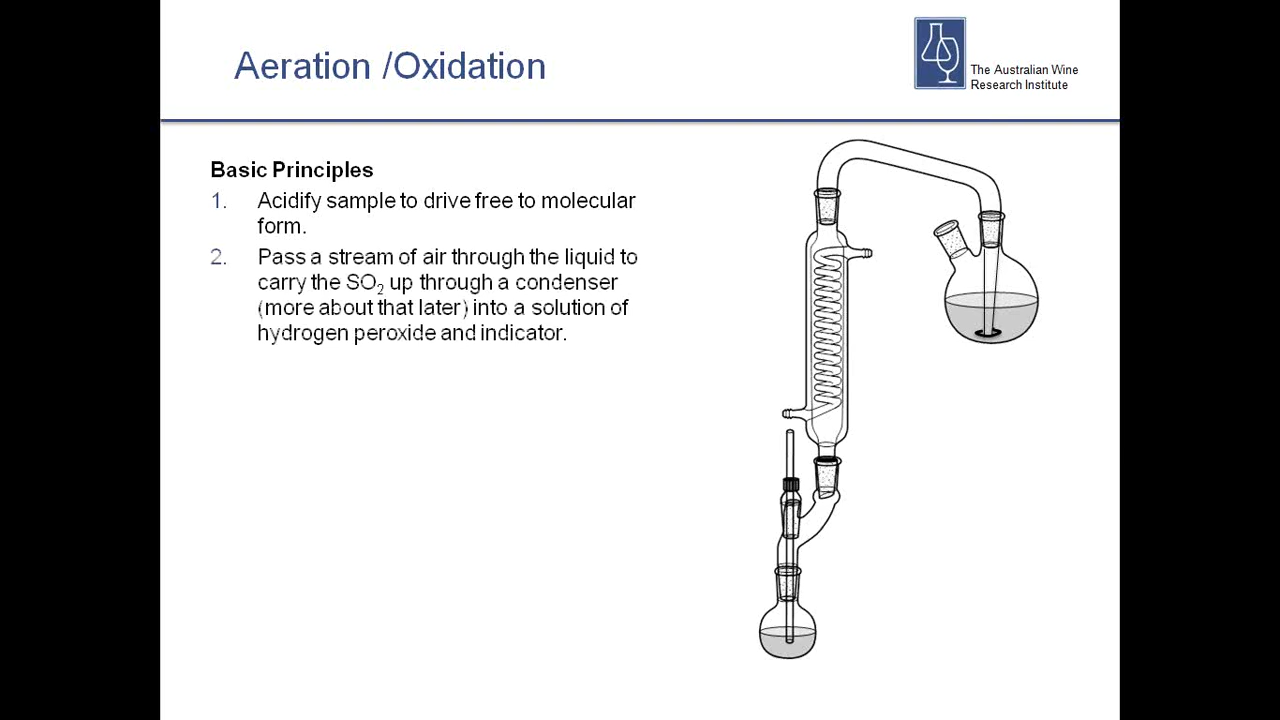 Aeration /Oxidation
The Australian Wine
Research Institute
Basic Principles
1. Acidify sample to drive free to molecular
form.
2. Pass a stream of air through the liquid to
carry the SO₂ up through a condenser
(more about that later) into a solution of
hydrogen peroxide and indicator.